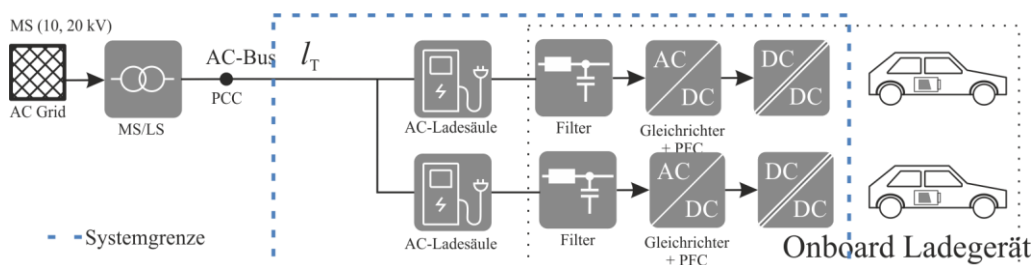 MS (10, 20 kV)
AC Grid
MS/LS
AC-Bus
PCC
l_T
AC-Ladesäule
Filter
AC
DC
Gleichrichter
+ PFC
DC
DC
AC-Ladesäule
Filter
AC
DC
Gleichrichter
+ PFC
DC
DC
Systemgrenze
Onboard Ladegerät